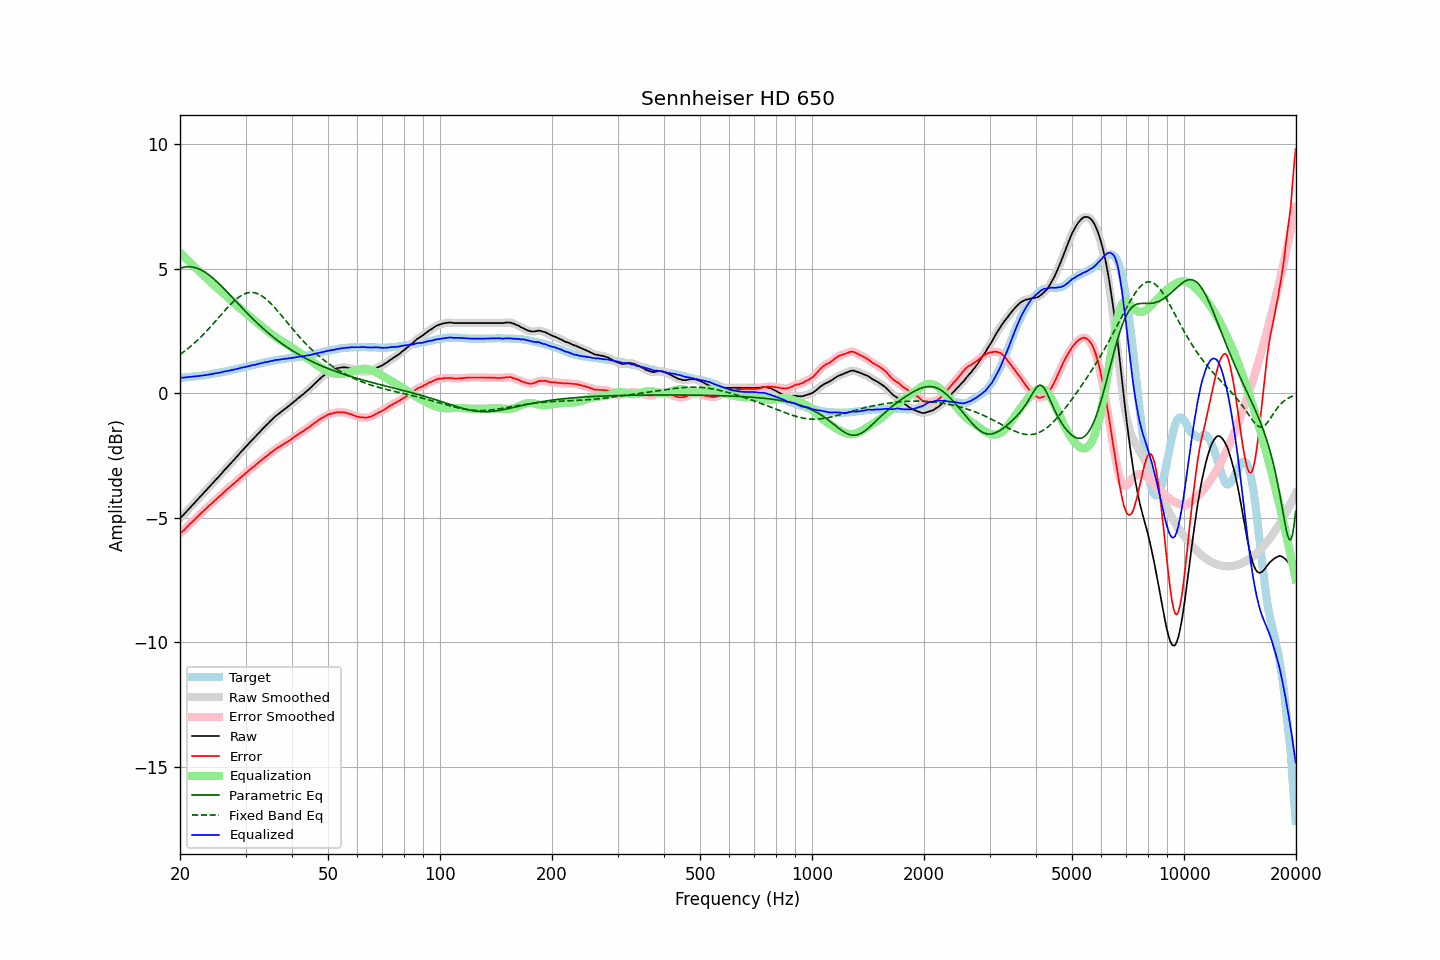 Sennheiser HD 650
10
5
0
−5
−10
−15
Amplitude (dBr)
Target
Raw Smoothed
Error Smoothed
Raw
Error
Equalization
Parametric Eq
Fixed Band Eq
Equalized
20 50 100 200 500 1000 2000 5000 10000 20000
Frequency (Hz)